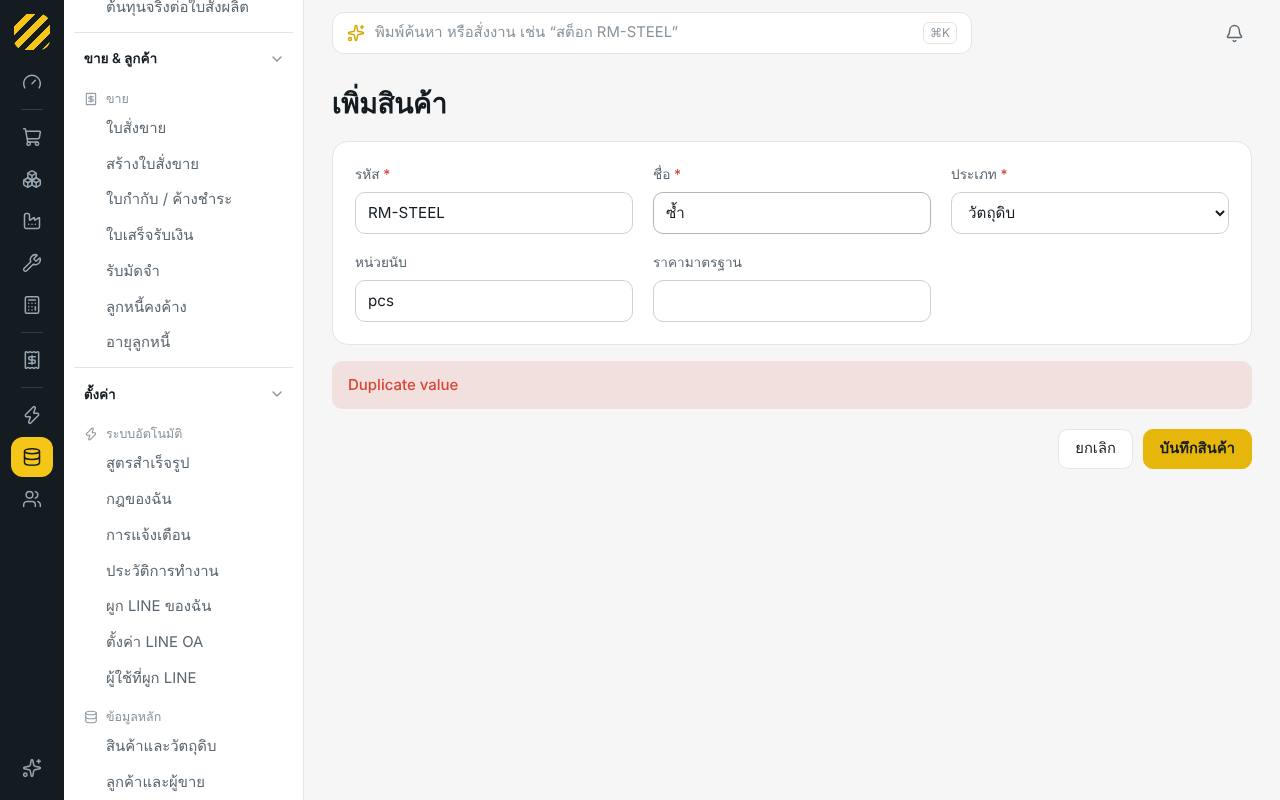 ต้นทุนจริงต่อใบสั่งผลิต
ขาย & ลูกค้า
ขาย
ใบสั่งขาย
สร้างใบสั่งขาย
ใบกำกับ / ค้างชำระ
ใบเสร็จรับเงิน
รับมัดจำ
ลูกหนี้คงค้าง
อายุลูกหนี้
ตั้งค่า
ระบบอัตโนมัติ
สูตรสำเร็จรูป
กฎของฉัน
การแจ้งเตือน
ประวัติการทำงาน
ผูก LINE ของฉัน
ตั้งค่า LINE OA
ผู้ใช้ที่ผูก LINE
ข้อมูลหลัก
สินค้าและวัตถุดิบ
ลูกค้าและผู้ขาย
พิมพ์ค้นหา หรือสั่งงาน เช่น “สต็อก RM-STEEL” ⌘K
เพิ่มสินค้า
รหัส * ชื่อ * ประเภท *
RM-STEEL ซ้ำ วัตถุดิบ
หน่วยนับ ราคามาตรฐาน
pcs
Duplicate value
ยกเลิก บันทึกสินค้า